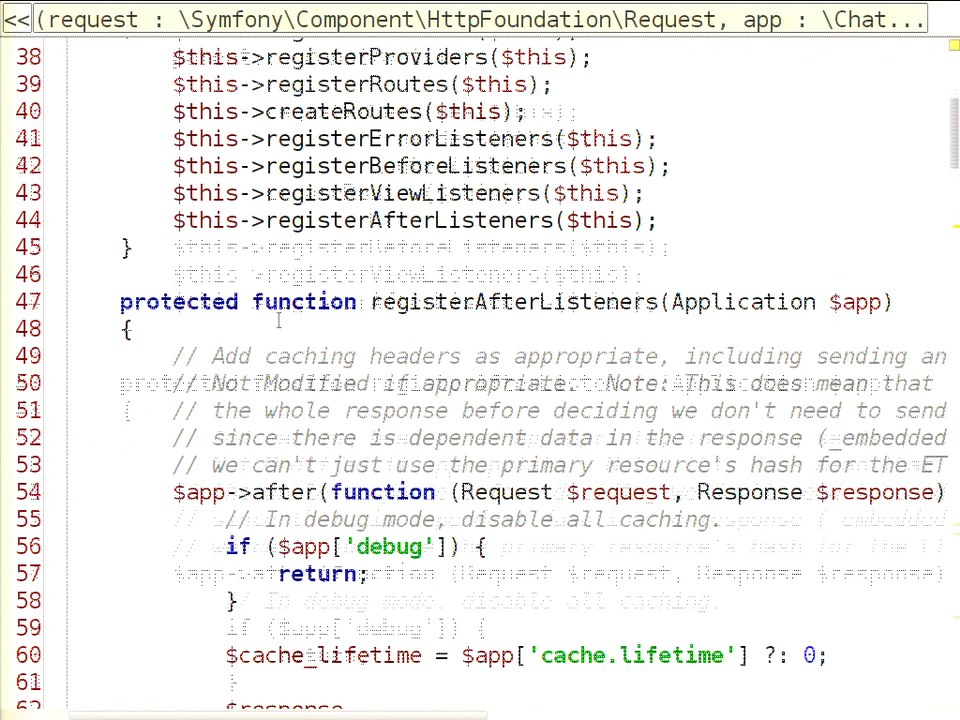 <<(request : \Symfony\Component\HttpFoundation\Request, app : \Chat...
38 $this->registerProviders($this);
39 $this->registerRoutes($this);
40 $this->createRoutes($this);
41 $this->registerErrorListeners($this);
42 $this->registerBeforeListeners($this);
43 $this->registerViewListeners($this);
44 $this->registerAfterListeners($this);
45 }
46
47 protected function registerAfterListeners(Application $app)
48 {
49 // Add caching headers as appropriate, including sending an
50 // Not Modified if appropriate. Note: This does mean that
51 // the whole response before deciding we don't need to send
52 // since there is dependent data in the response (_embedded
53 // we can't just use the primary resource's hash for the ET
54 $app->after(function (Request $request, Response $response)
55 // In debug mode, disable all caching.
56 if ($app['debug']) {
57 return;
58 }
59
60 $cache_lifetime = $app['cache.lifetime'] ?: 0;
61
62 $response